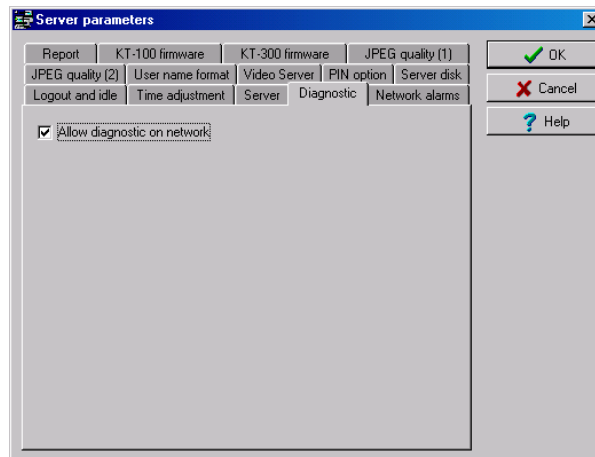 Server parameters
Report KT-100 firmware KT-300 firmware JPEG quality (1)
JPEG quality (2) User name format Video Server PIN option Server disk
Logout and idle Time adjustment Server Diagnostic Network alarms
Allow diagnostic on network
OK
Cancel
Help